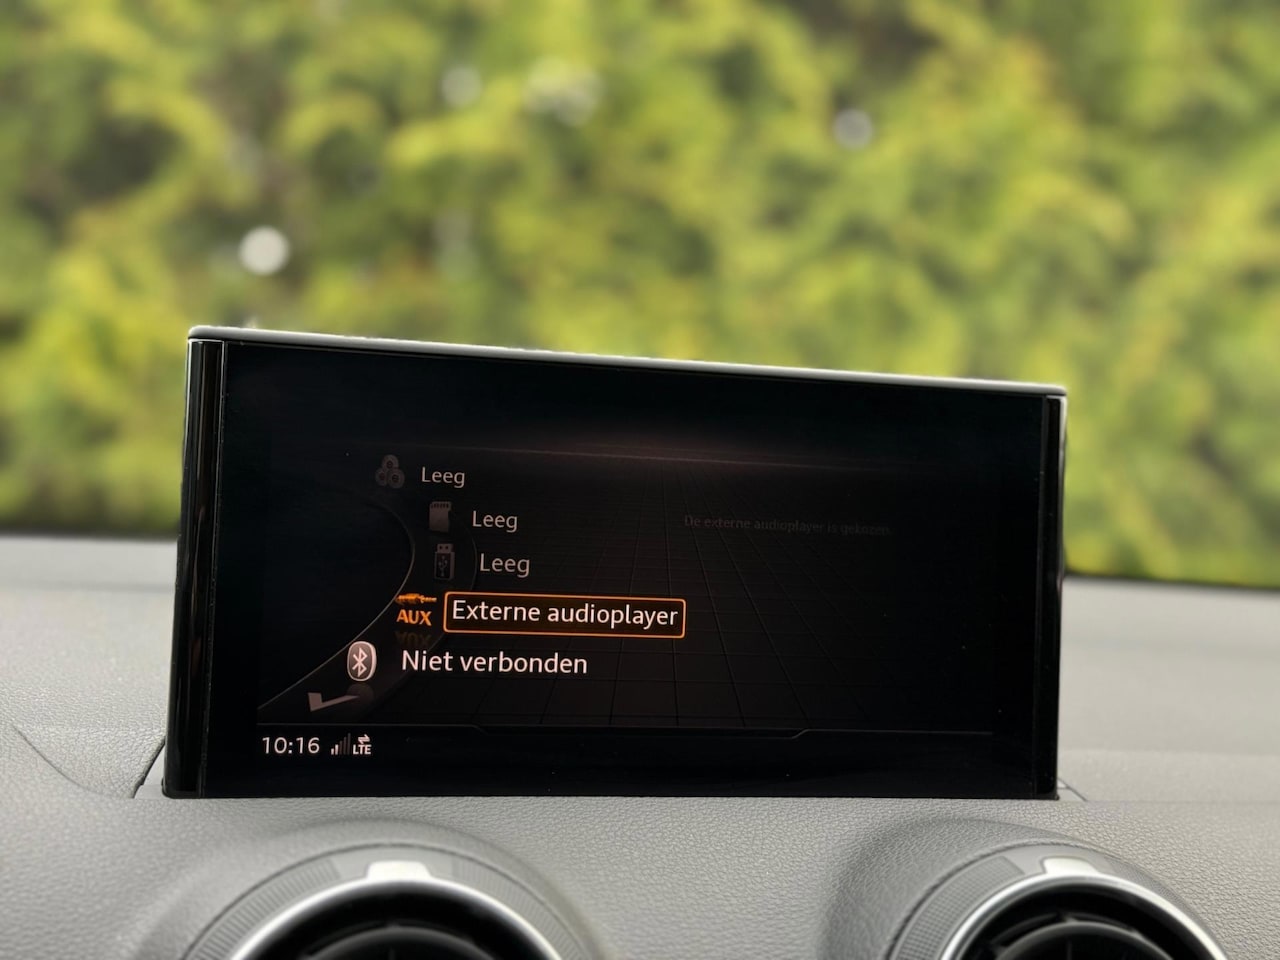 Leeg
Leeg
De externe audioplayer is gekozen.
Leeg
AUX Externe audioplayer
Niet verbonden
10:16 LTE